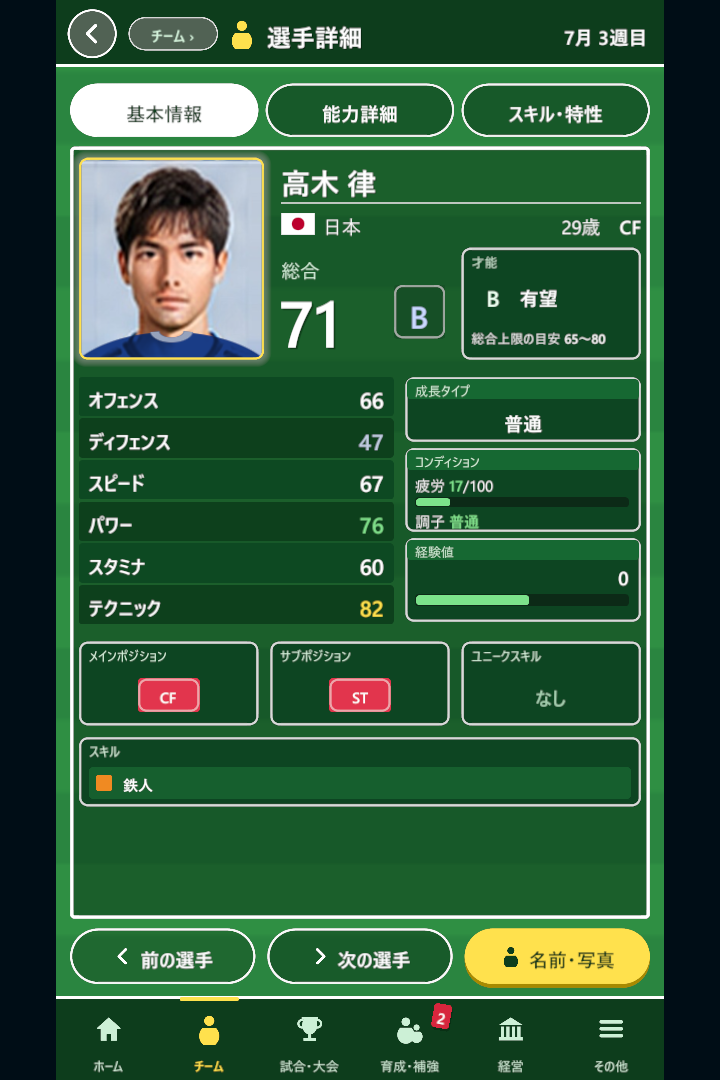 チーム ›
選手詳細
7月 3週目
基本情報
能力詳細
スキル・特性
高木 律
日本
29歳 CF
総合
71
B
才能
B 有望
総合上限の目安 65〜80
オフェンス 66
ディフェンス 47
スピード 67
パワー 76
スタミナ 60
テクニック 82
成長タイプ
普通
コンディション
疲労 17/100
調子 普通
経験値
0
メインポジション
CF
サブポジション
ST
ユニークスキル
なし
スキル
鉄人
前の選手
次の選手
名前・写真
2
ホーム
チーム
試合・大会
育成・補強
経営
その他